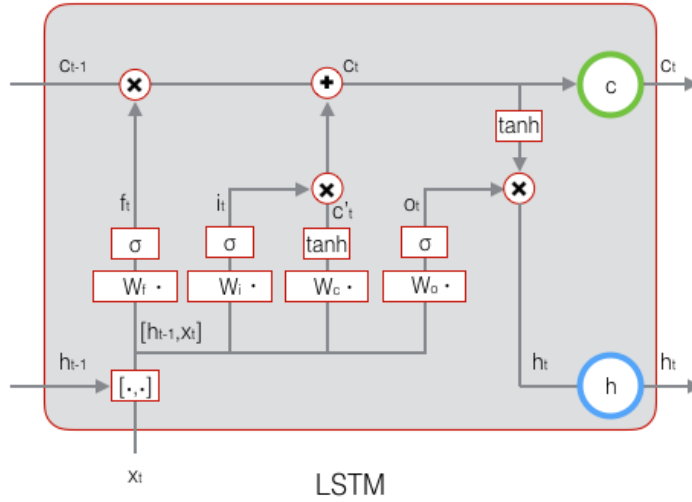 Ct-1
Ct
Ct
c
tanh
ft
it
c't
ot
σ
σ
tanh
σ
Wf ·
Wi ·
Wc ·
Wo ·
[ht-1,xt]
ht-1
[·,·]
ht
h
ht
xt
LSTM